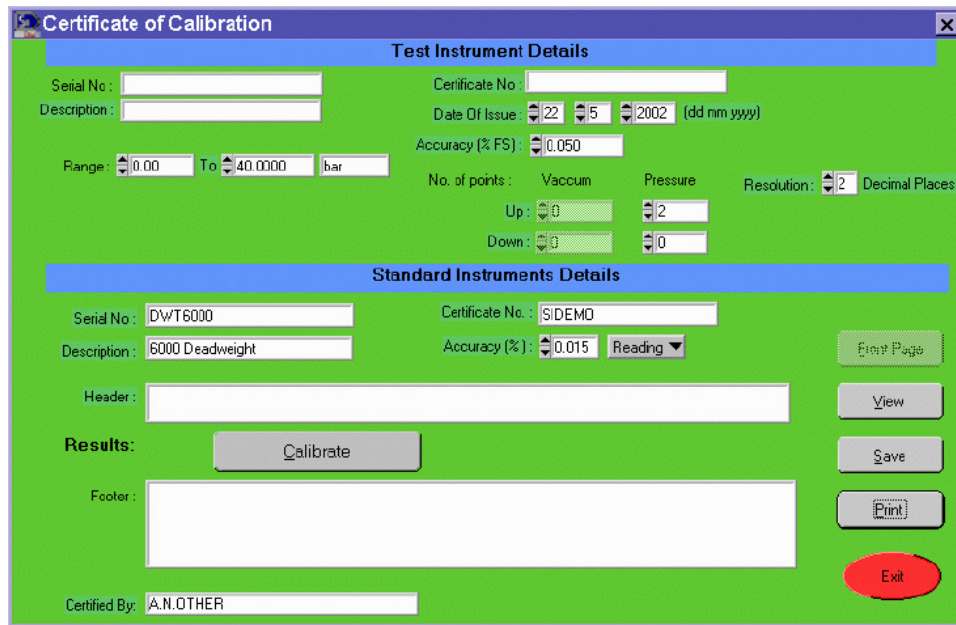 Certificate of Calibration
Test Instrument Details
Serial No :
Certificate No :
Description :
Date Of Issue : 22 5 2002 (dd mm yyyy)
Accuracy (% FS) : 0.050
Range : 0.00 To 40.0000 bar
No. of points : Vaccum Pressure Resolution : 2 Decimal Places
Up : 0 2
Down : 0 0
Standard Instruments Details
Serial No : DWT6000
Certificate No. : SIDEMO
Description : 6000 Deadweight
Accuracy (%) : 0.015 Reading
Front Page
Header :
View
Results:
Calibrate
Save
Footer :
Print
Exit
Certified By: A.N.OTHER